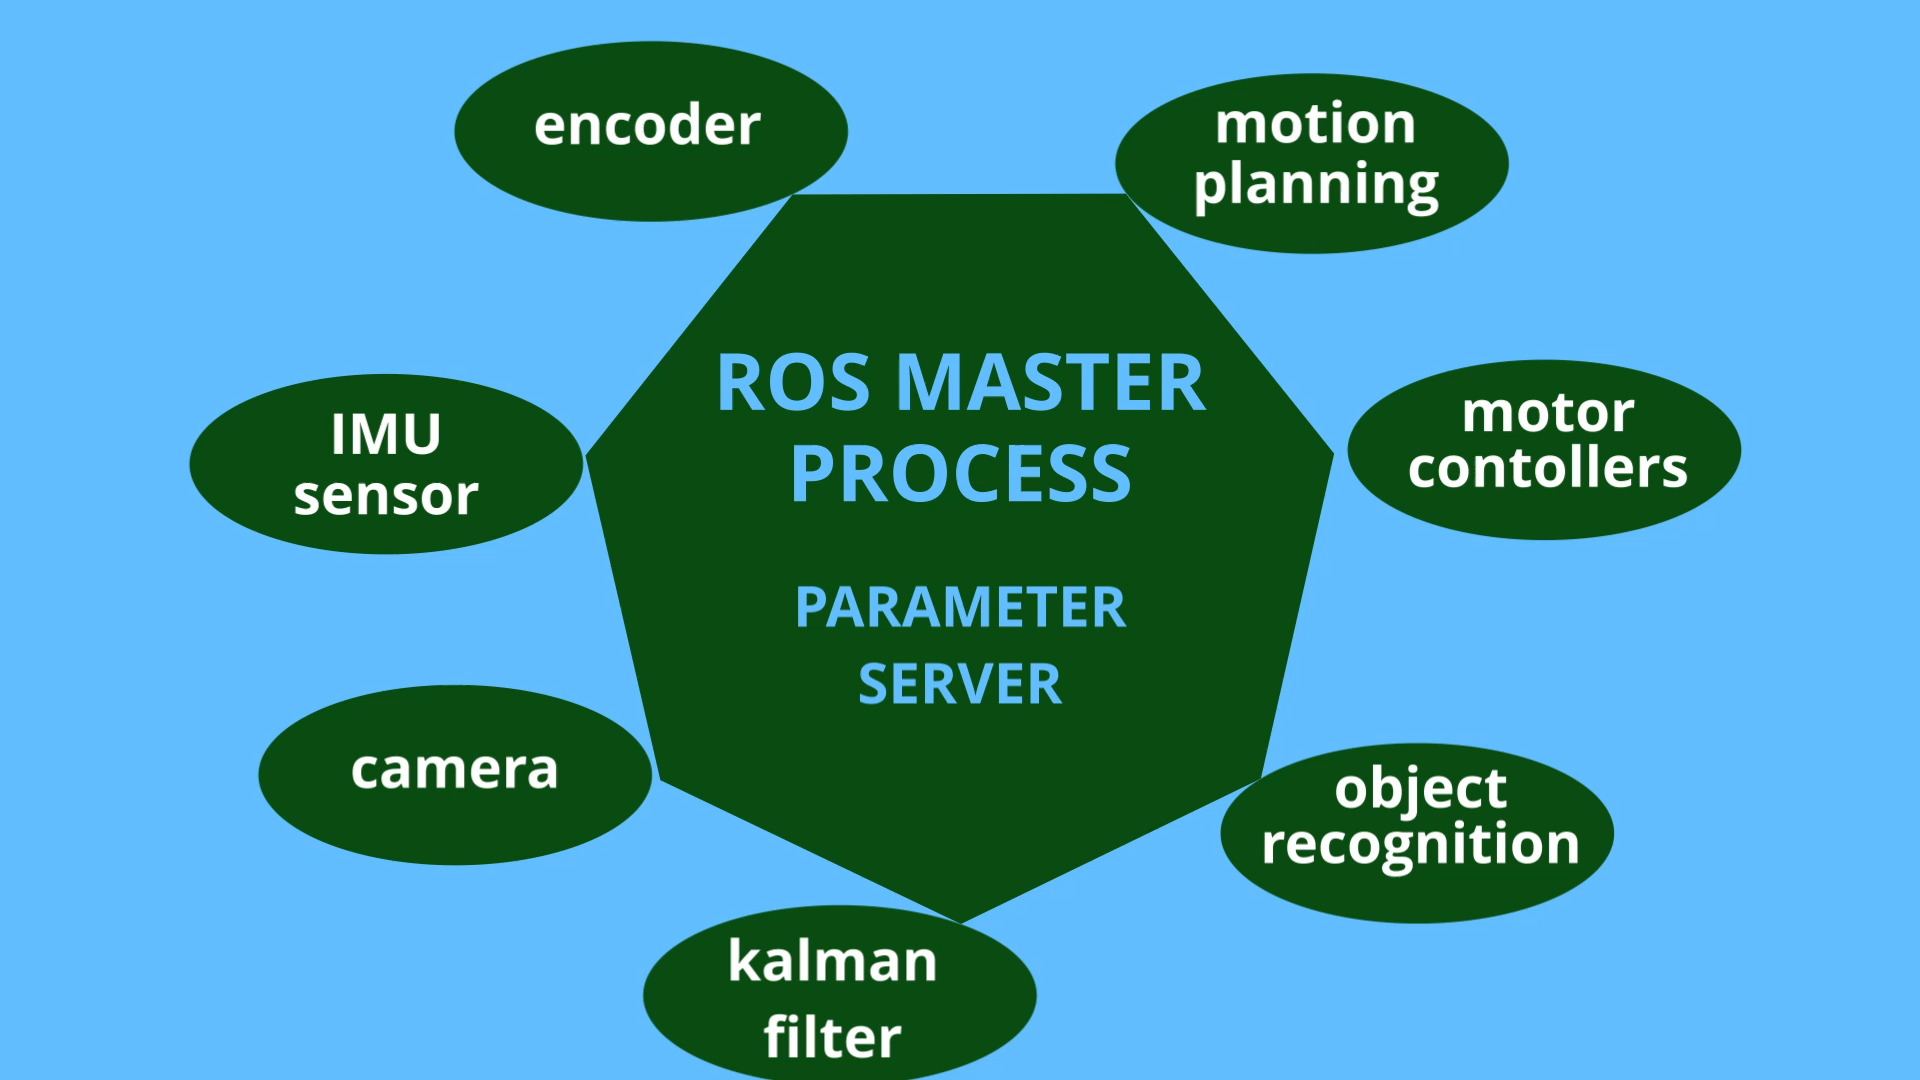 encoder
motion
planning
ROS MASTER
PROCESS
IMU
sensor
motor
contollers
PARAMETER
SERVER
camera
object
recognition
kalman
filter